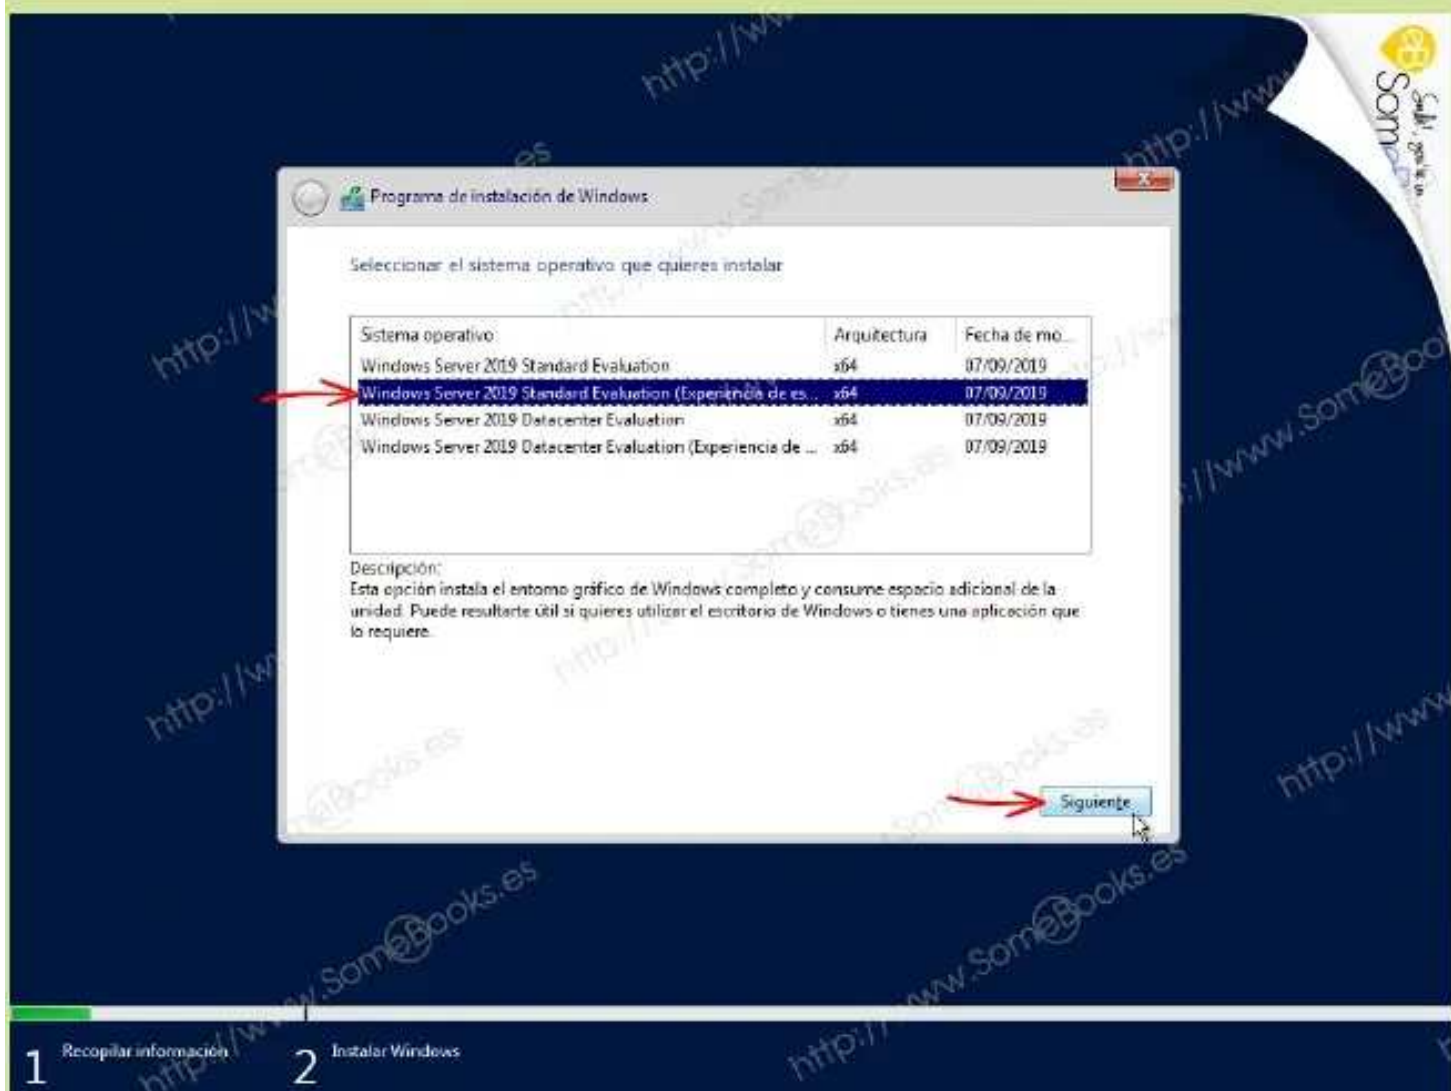 Programa de instalación de Windows
Seleccionar el sistema operativo que quieres instalar
Sistema operativo Arquitectura Fecha de mo...
Windows Server 2019 Standard Evaluation x64 07/09/2019
Windows Server 2019 Standard Evaluation (Experiencia de es... x64 07/09/2019
Windows Server 2019 Datacenter Evaluation x64 07/09/2019
Windows Server 2019 Datacenter Evaluation (Experiencia de ... x64 07/09/2019
Descripción:
Esta opción instala el entorno gráfico de Windows completo y consume espacio adicional de la
unidad. Puede resultarte útil si quieres utilizar el escritorio de Windows o tienes una aplicación que
lo requiere.
Siguiente
1 Recopilar información 2 Instalar Windows
http://www.SomeBooks.es